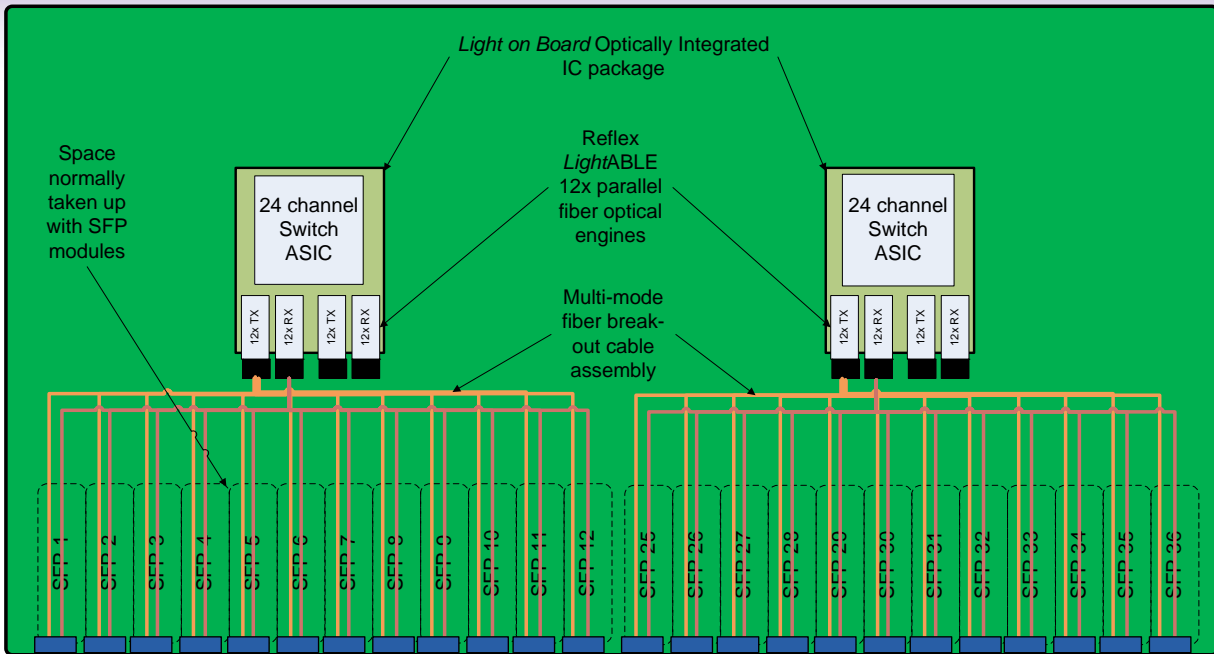 Light on Board Optically Integrated
IC package
Reflex
LightABLE
12x parallel
fiber optical
engines
Space
normally
taken up
with SFP
modules
24 channel
Switch
ASIC
24 channel
Switch
ASIC
12x TX
12x RX
12x TX
12x RX
12x TX
12x RX
12x TX
12x RX
Multi-mode
fiber break-
out cable
assembly
SFP 1
SFP 2
SFP 3
SFP 4
SFP 5
SFP 6
SFP 7
SFP 8
SFP 9
SFP 10
SFP 11
SFP 12
SFP 25
SFP 26
SFP 27
SFP 28
SFP 29
SFP 30
SFP 31
SFP 32
SFP 33
SFP 34
SFP 35
SFP 36